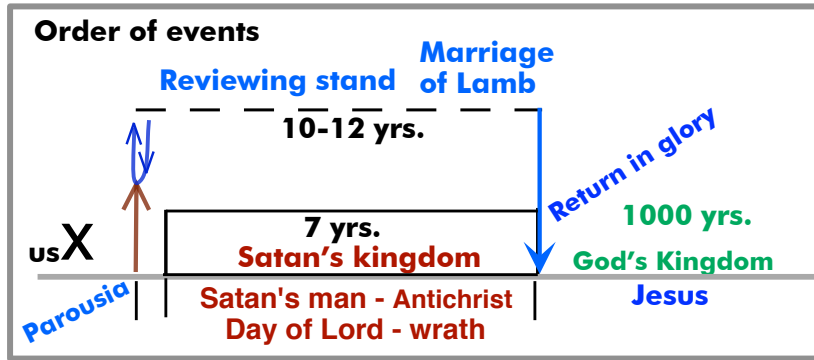 Order of events
Marriage
of Lamb
Reviewing stand
10-12 yrs.
Return in glory
7 yrs.
1000 yrs.
usX
Satan's kingdom
God's Kingdom
Parousia
Satan's man - Antichrist
Jesus
Day of Lord - wrath